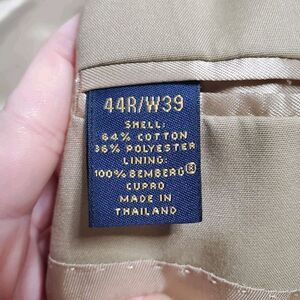 44R/W39
SHELL:
64% COTTON
36% POLYESTER
LINING:
100% BEMBERG®
CUPRO
MADE IN
THAILAND